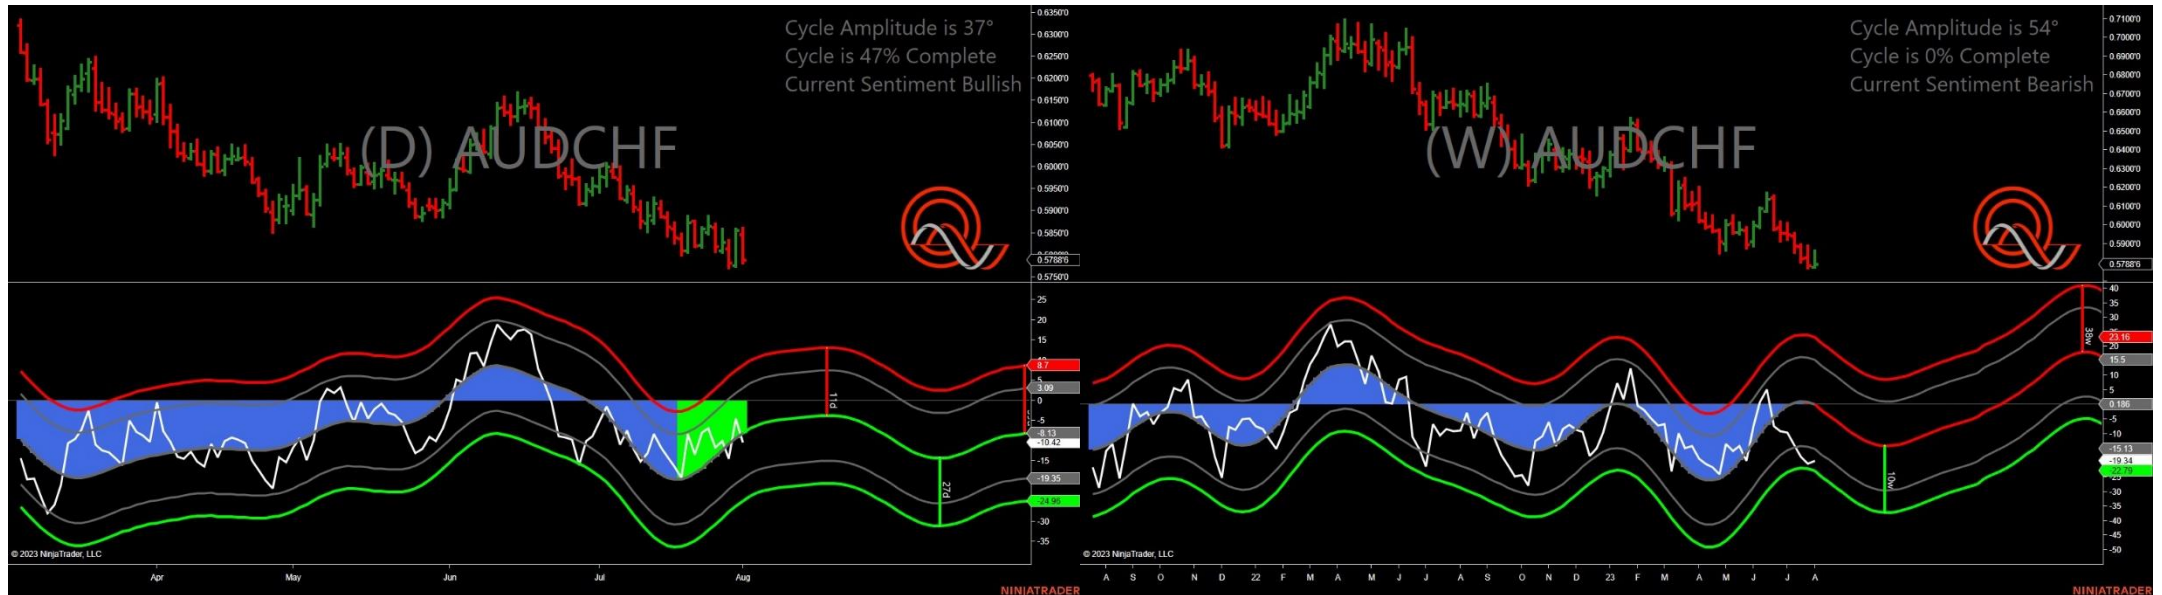 Cycle Amplitude is 37°
Cycle is 47% Complete
Current Sentiment Bullish
(D) AUDCHF
0.6350'0
0.6300'0
0.6250'0
0.6200'0
0.6150'0
0.6100'0
0.6050'0
0.6000'0
0.5950'0
0.5900'0
0.5850'0
0.5788'6
0.5750'0
25
20
15
8.7
5
3.09
0
-5
-8.13
-10.42
-15
-19.35
-24.95
-30
-35
11d
27d
© 2023 NinjaTrader, LLC
Apr
May
Jun
Jul
Aug
NINJATRADER
Cycle Amplitude is 54°
Cycle is 0% Complete
Current Sentiment Bearish
(W) AUDCHF
0.7100'0
0.7000'0
0.6900'0
0.6800'0
0.6700'0
0.6600'0
0.6500'0
0.6400'0
0.6300'0
0.6200'0
0.6100'0
0.6000'0
0.5900'0
0.5788'6
40
35
30
23.16
20
15.5
10
5
0.186
-5
-10
-15.13
-19.34
-22.79
-30
-35
-40
-45
-50
38w
10w
© 2023 NinjaTrader, LLC
A S O N D 22 F M A M J J A S O N D 23 F M A M J J A
NINJATRADER